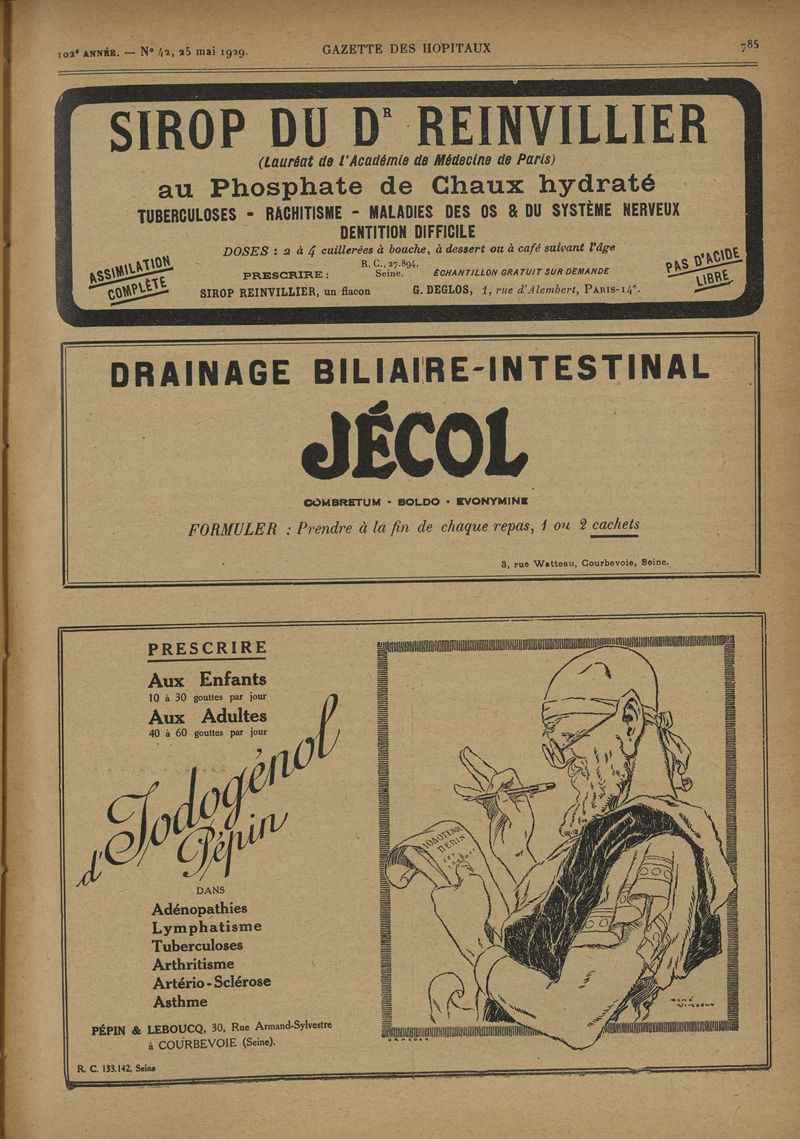 102e ANNÉE. — No 42, 25 mai 1929. GAZETTE DES HOPITAUX 785
SIROP DU DR REINVILLIER
(Lauréat de l'Académie de Médecine de Paris)
au Phosphate de Chaux hydraté
TUBERCULOSES - RACHITISME - MALADIES DES OS & DU SYSTÈME NERVEUX
DENTITION DIFFICILE
DOSES : 2 à 4 cuillerées à bouche, à dessert ou à café suivant l'âge
ASSIMILATION
COMPLÈTE
PRESCRIRE :
R. C., 27.894,
Seine.
ÉCHANTILLON GRATUIT SUR DEMANDE
PAS D'ACIDE
LIBRE
SIROP REINVILLIER, un flacon G. DEGLOS, 1, rue d'Alembert, PARIS-14e.
DRAINAGE BILIAIRE-INTESTINAL
JÉCOL
COMBRETUM - BOLDO - EVONYMINE
FORMULER : Prendre à la fin de chaque repas, 1 ou 2 cachets
3, rue Watteau, Courbevoie, Seine.
PRESCRIRE
Aux Enfants
10 à 30 gouttes par jour
Aux Adultes
40 à 60 gouttes par jour
d'Iodogénol
Pépin
DANS
Adénopathies
Lymphatisme
Tuberculoses
Arthritisme
Artério-Sclérose
Asthme
PÉPIN & LEBOUCQ, 30, Rue Armand-Sylvestre
à COURBEVOIE (Seine).
R. C. 133.142, Seine
IODOGENOL
PEPIN
RENÉ
VINCENT